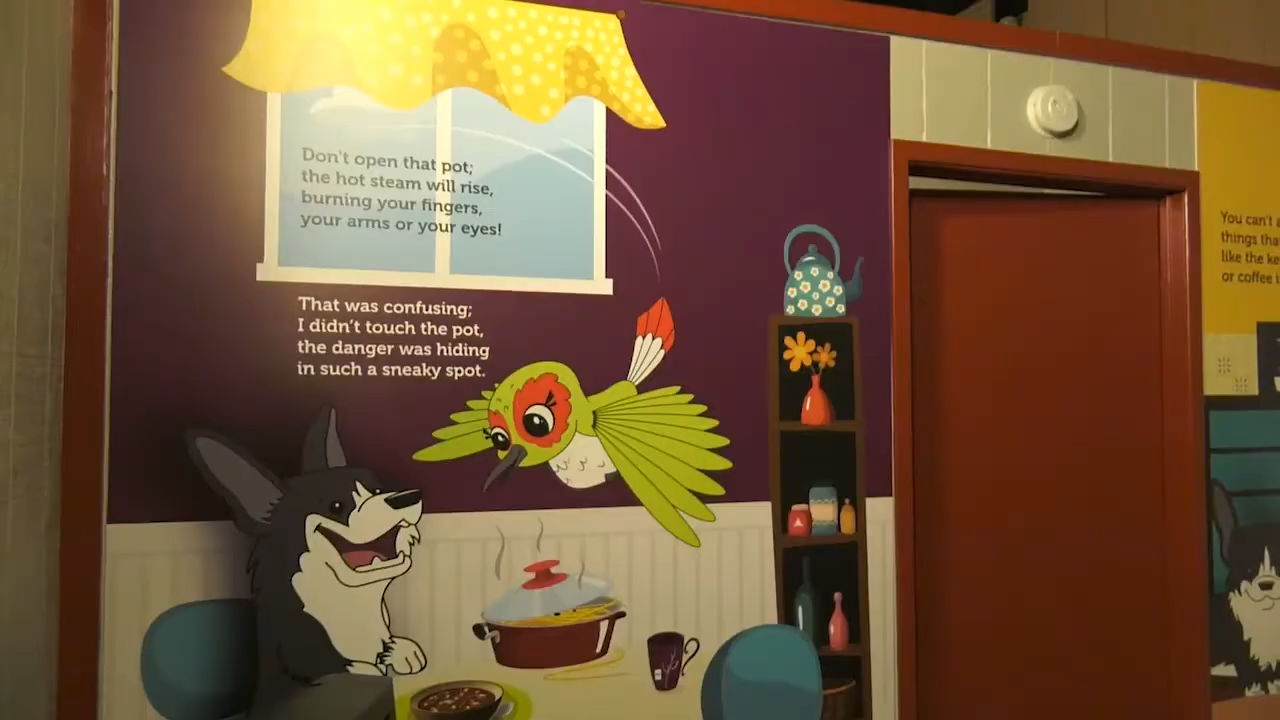 Don't open that pot;
the hot steam will rise,
burning your fingers,
your arms or your eyes!
That was confusing;
I didn't touch the pot,
the danger was hiding
in such a sneaky spot.
You can't
things
like the
or coffee